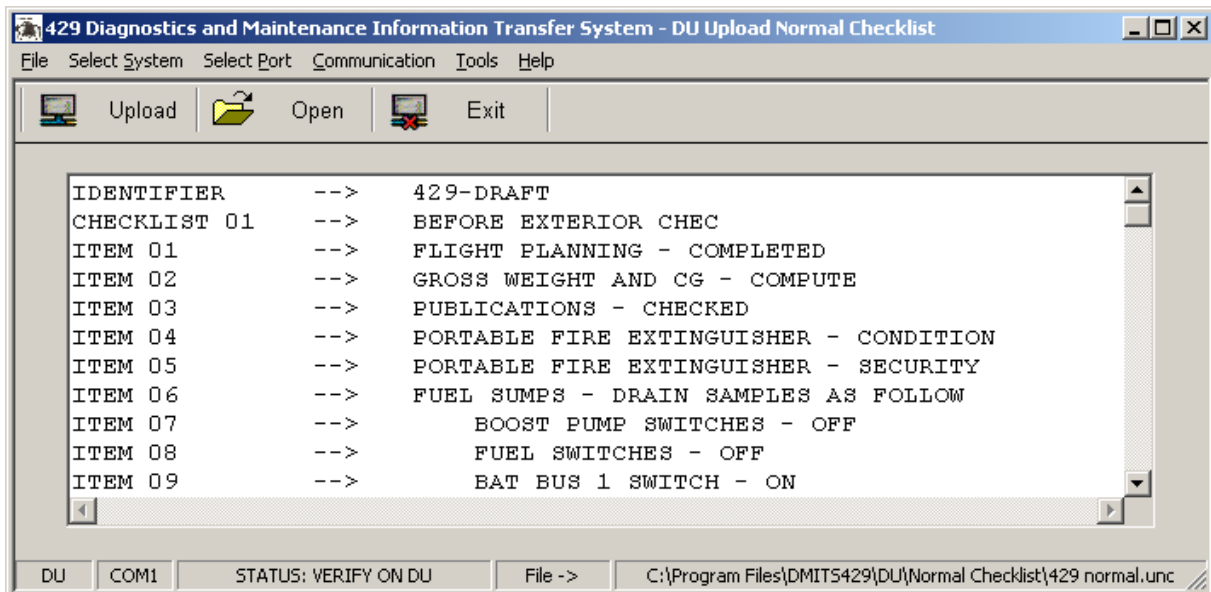 429 Diagnostics and Maintenance Information Transfer System - DU Upload Normal Checklist
File Select System Select Port Communication Tools Help
Upload Open Exit
IDENTIFIER --> 429-DRAFT
CHECKLIST 01 --> BEFORE EXTERIOR CHEC
ITEM 01 --> FLIGHT PLANNING - COMPLETED
ITEM 02 --> GROSS WEIGHT AND CG - COMPUTE
ITEM 03 --> PUBLICATIONS - CHECKED
ITEM 04 --> PORTABLE FIRE EXTINGUISHER - CONDITION
ITEM 05 --> PORTABLE FIRE EXTINGUISHER - SECURITY
ITEM 06 --> FUEL SUMPS - DRAIN SAMPLES AS FOLLOW
ITEM 07 --> BOOST PUMP SWITCHES - OFF
ITEM 08 --> FUEL SWITCHES - OFF
ITEM 09 --> BAT BUS 1 SWITCH - ON
DU COM1 STATUS: VERIFY ON DU File -> C:\Program Files\DMITS429\DU\Normal Checklist\429 normal.unc